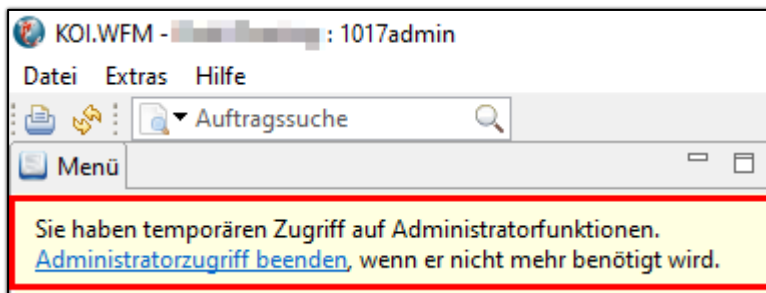 KOI.WFM - : 1017admin
Datei Extras Hilfe
Auftragssuche
Menü
Sie haben temporären Zugriff auf Administratorfunktionen.
Administratorzugriff beenden, wenn er nicht mehr benötigt wird.